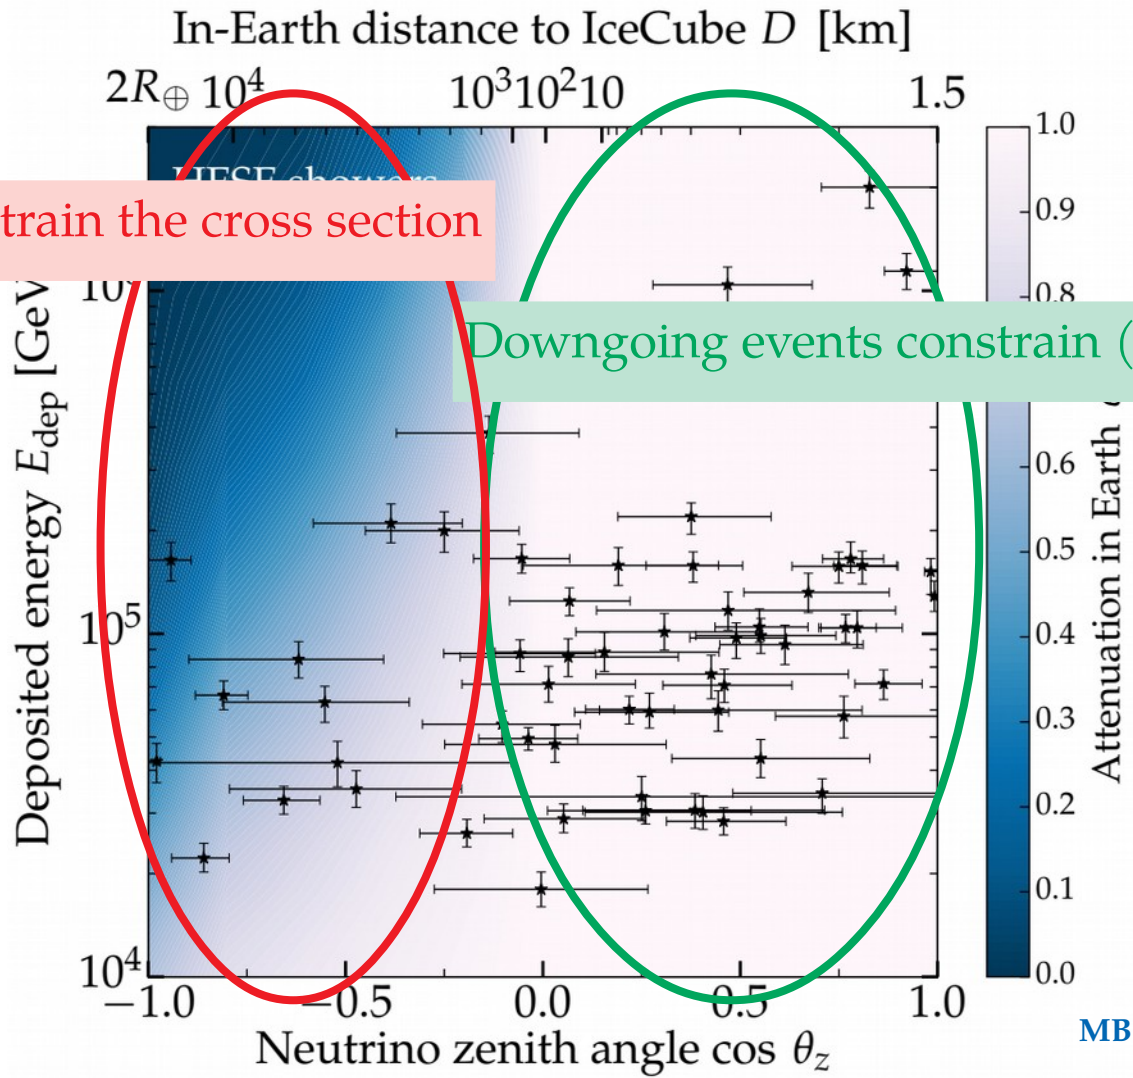 In-Earth distance to IceCube D [km]
2R⊕ 10⁴ 10³10²10 1.5
HESE showers
train the cross section
Downgoing events constrain (
Deposited energy E_dep [GeV
10⁵
10⁴
1.0
0.9
0.8
0.6
0.5
0.4
0.3
0.2
0.1
0.0
Attenuation in Earth
−1.0 −0.5 0.0 0.5 1.0
Neutrino zenith angle cos θ_z
MB